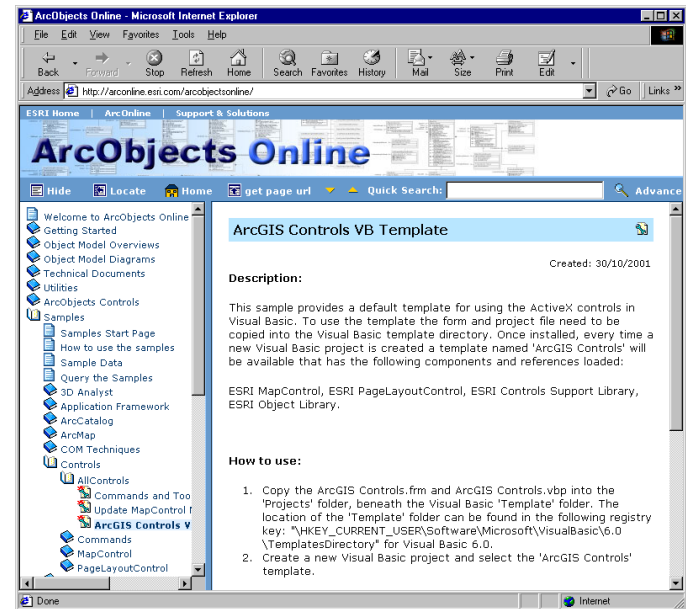 ArcObjects Online - Microsoft Internet Explorer
File Edit View Favorites Tools Help
Back Forward Stop Refresh Home Search Favorites History Mail Size Print Edit
Address http://arconline.esri.com/arcobjectsonline/ Go Links »
ESRI Home | ArcOnline | Support & Solutions
ArcObjects Online
Hide Locate Home get page url Quick Search: Advance
Welcome to ArcObjects Online
Getting Started
Object Model Overviews
Object Model Diagrams
Technical Documents
Utilities
ArcObjects Controls
Samples
Samples Start Page
How to use the samples
Sample Data
Query the Samples
3D Analyst
Application Framework
ArcCatalog
ArcMap
COM Techniques
Controls
AllControls
Commands and Too
Update MapControl
ArcGIS Controls V
Commands
MapControl
PageLayoutControl
ArcGIS Controls VB Template
Created: 30/10/2001
Description:
This sample provides a default template for using the ActiveX controls in
Visual Basic. To use the template the form and project file need to be
copied into the Visual Basic template directory. Once installed, every time a
new Visual Basic project is created a template named 'ArcGIS Controls' will
be available that has the following components and references loaded:
ESRI MapControl, ESRI PageLayoutControl, ESRI Controls Support Library,
ESRI Object Library.
How to use:
1. Copy the ArcGIS Controls.frm and ArcGIS Controls.vbp into the
'Projects' folder, beneath the Visual Basic 'Template' folder. The
location of the 'Template' folder can be found in the following registry
key: "\HKEY_CURRENT_USER\Software\Microsoft\VisualBasic\6.0
\TemplatesDirectory" for Visual Basic 6.0.
2. Create a new Visual Basic project and select the 'ArcGIS Controls'
template.
Done Internet